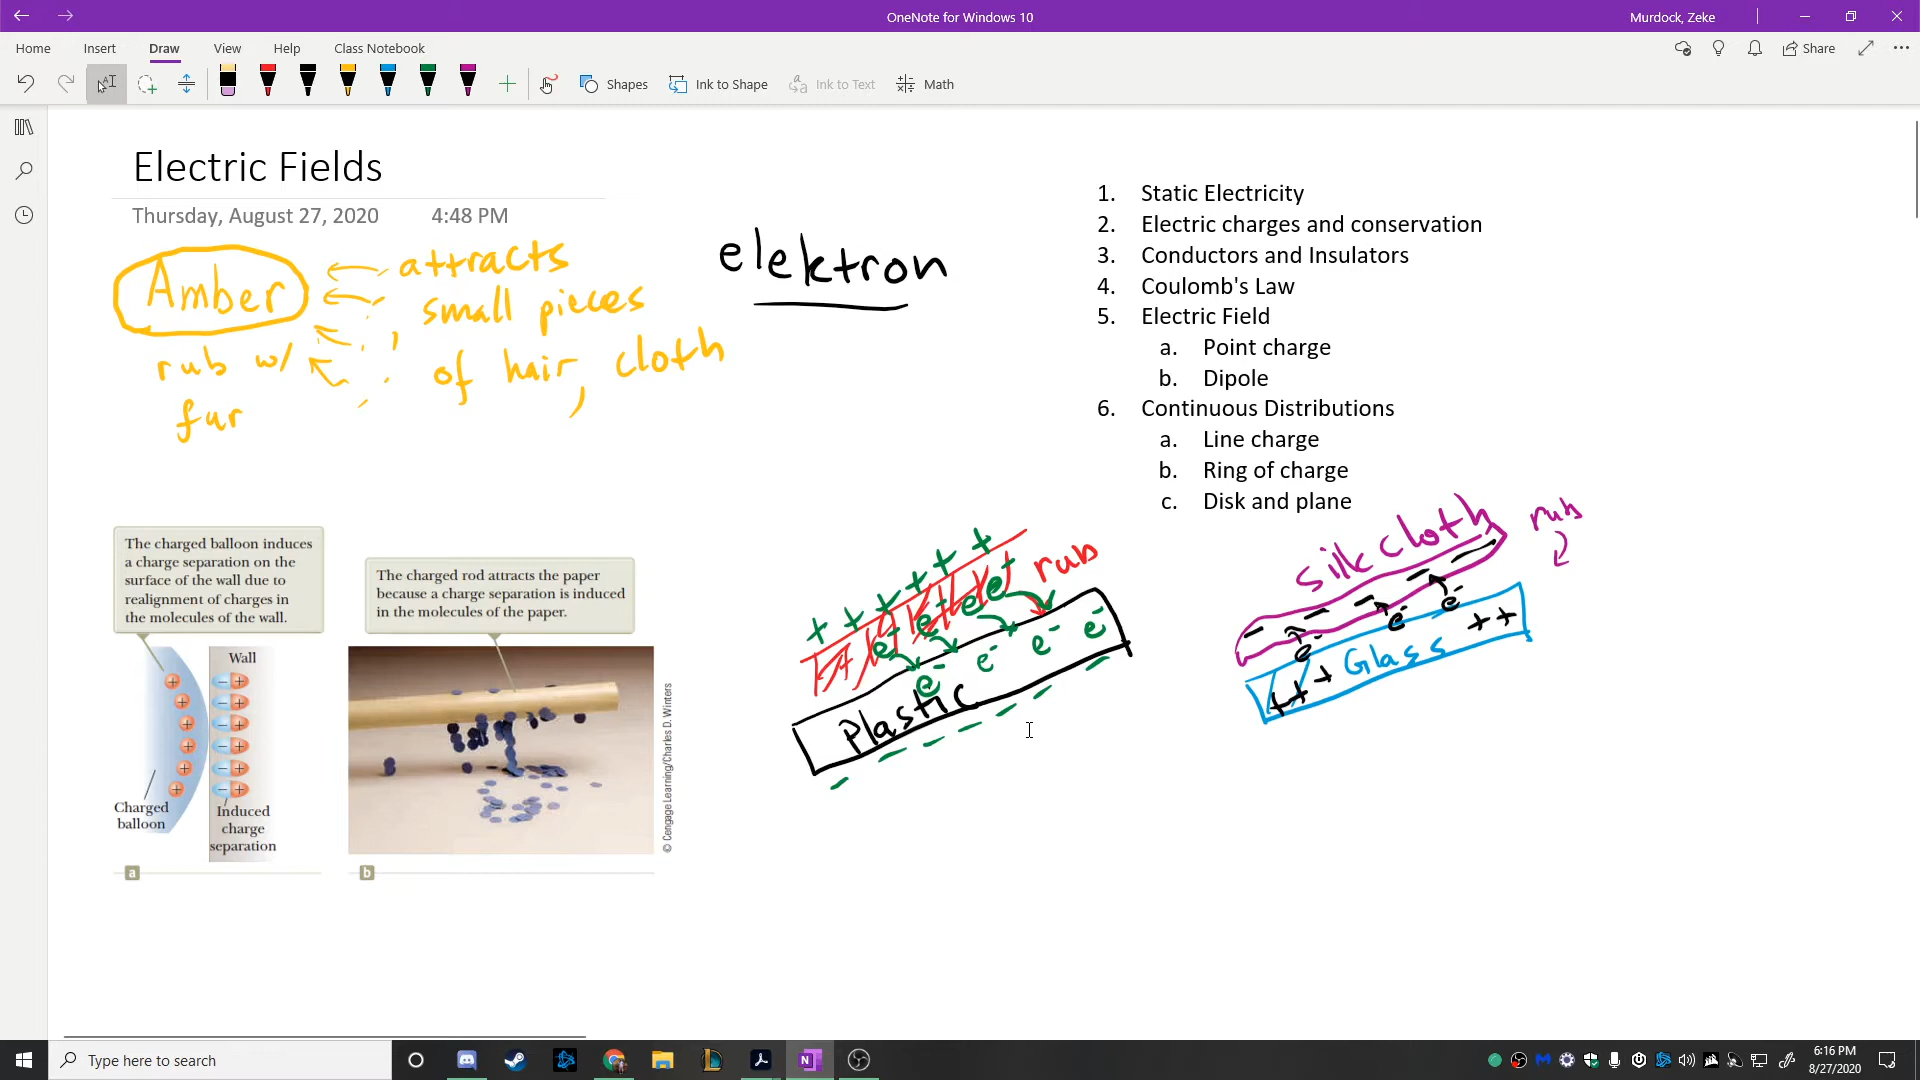 OneNote for Windows 10
Murdock, Zeke
Home Insert Draw View Help Class Notebook
Share
Shapes Ink to Shape Ink to Text Math
Electric Fields
Thursday, August 27, 2020 4:48 PM
Amber
attracts
small pieces
of hair, cloth
rub w/
fur
elektron
1. Static Electricity
2. Electric charges and conservation
3. Conductors and Insulators
4. Coulomb's Law
5. Electric Field
a. Point charge
b. Dipole
6. Continuous Distributions
a. Line charge
b. Ring of charge
c. Disk and plane
The charged balloon induces
a charge separation on the
surface of the wall due to
realignment of charges in
the molecules of the wall.
Wall
Charged
balloon
Induced
charge
separation
a
The charged rod attracts the paper
because a charge separation is induced
in the molecules of the paper.
© Cengage Learning/Charles D. Winters
b
+ + + + + +
rub
e⁻ e⁻ e⁻ e⁻
Plastic
silk cloth
rub
e⁻ e⁻ e⁻
+ + + Glass + +
Type here to search
6:16 PM
8/27/2020